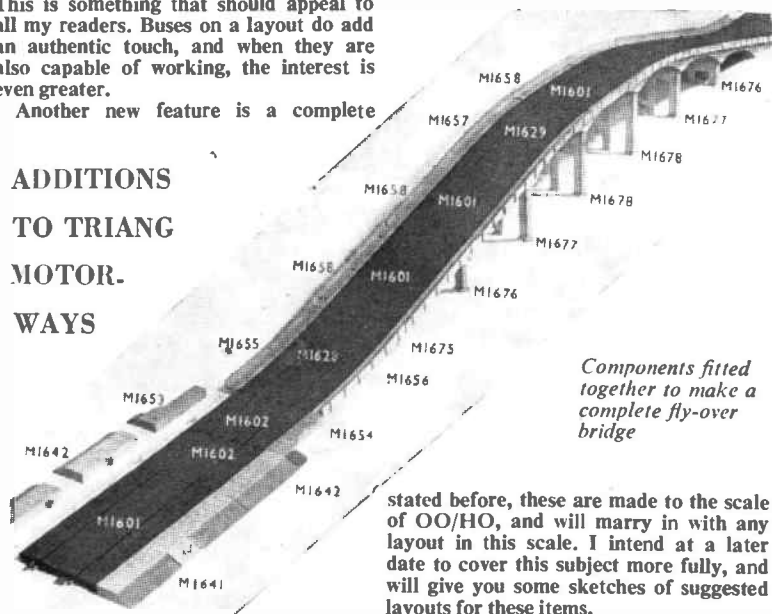 This is something that should appeal to
all my readers. Buses on a layout do add
an authentic touch, and when they are
also capable of working, the interest is
even greater.
Another new feature is a complete
ADDITIONS
TO TRIANG
MOTOR-
WAYS
M1658
M1601
M1676
M1657
M1629
M1677
M1678
M1658
M1601
M1678
M1677
M1658
M1601
M1676
M1655
M1628
M1675
M1656
M1653
M1602
M1654
M1642
M1602
M1642
M1601
M1641
Components fitted
together to make a
complete fly-over
bridge
stated before, these are made to the scale
of OO/HO, and will marry in with any
layout in this scale. I intend at a later
date to cover this subject more fully, and
will give you some sketches of suggested
layouts for these items.